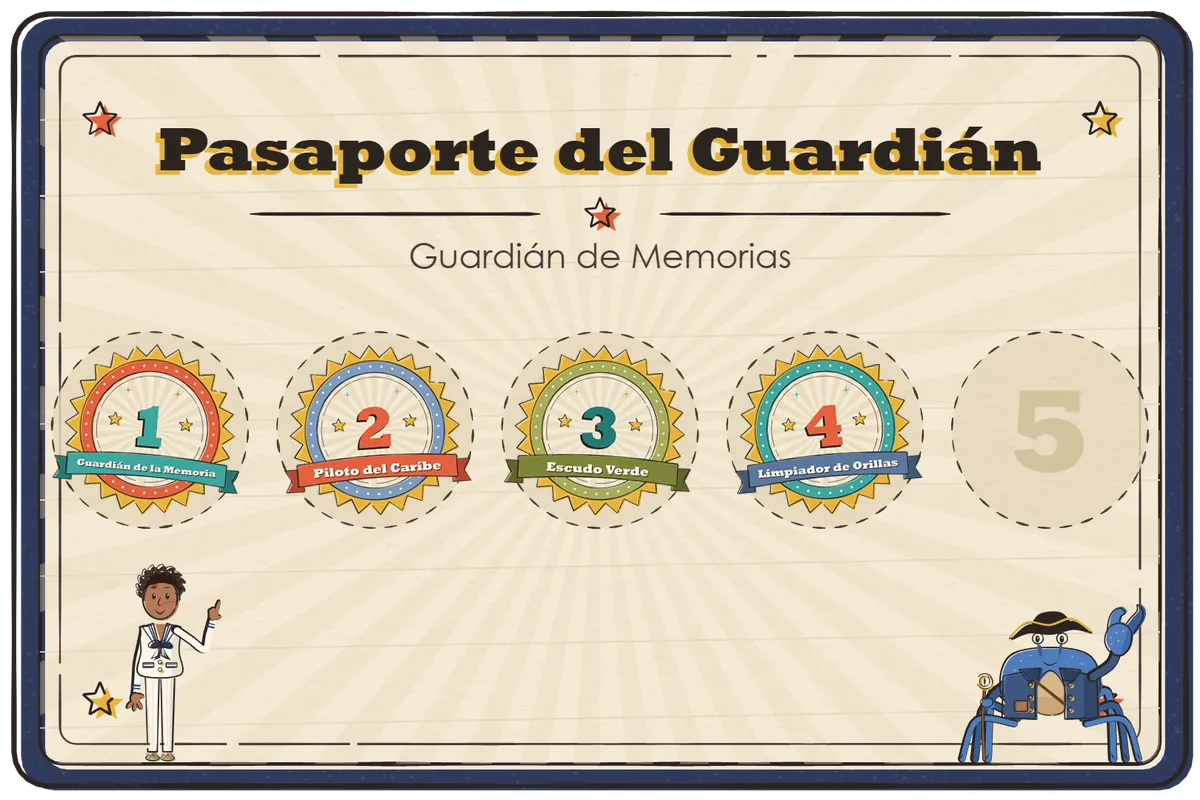 Pasaporte del Guardián
Guardián de Memorias
1
Guardián de la Memoria
2
Piloto del Caribe
3
Escudo Verde
4
Limpiador de Orillas
5